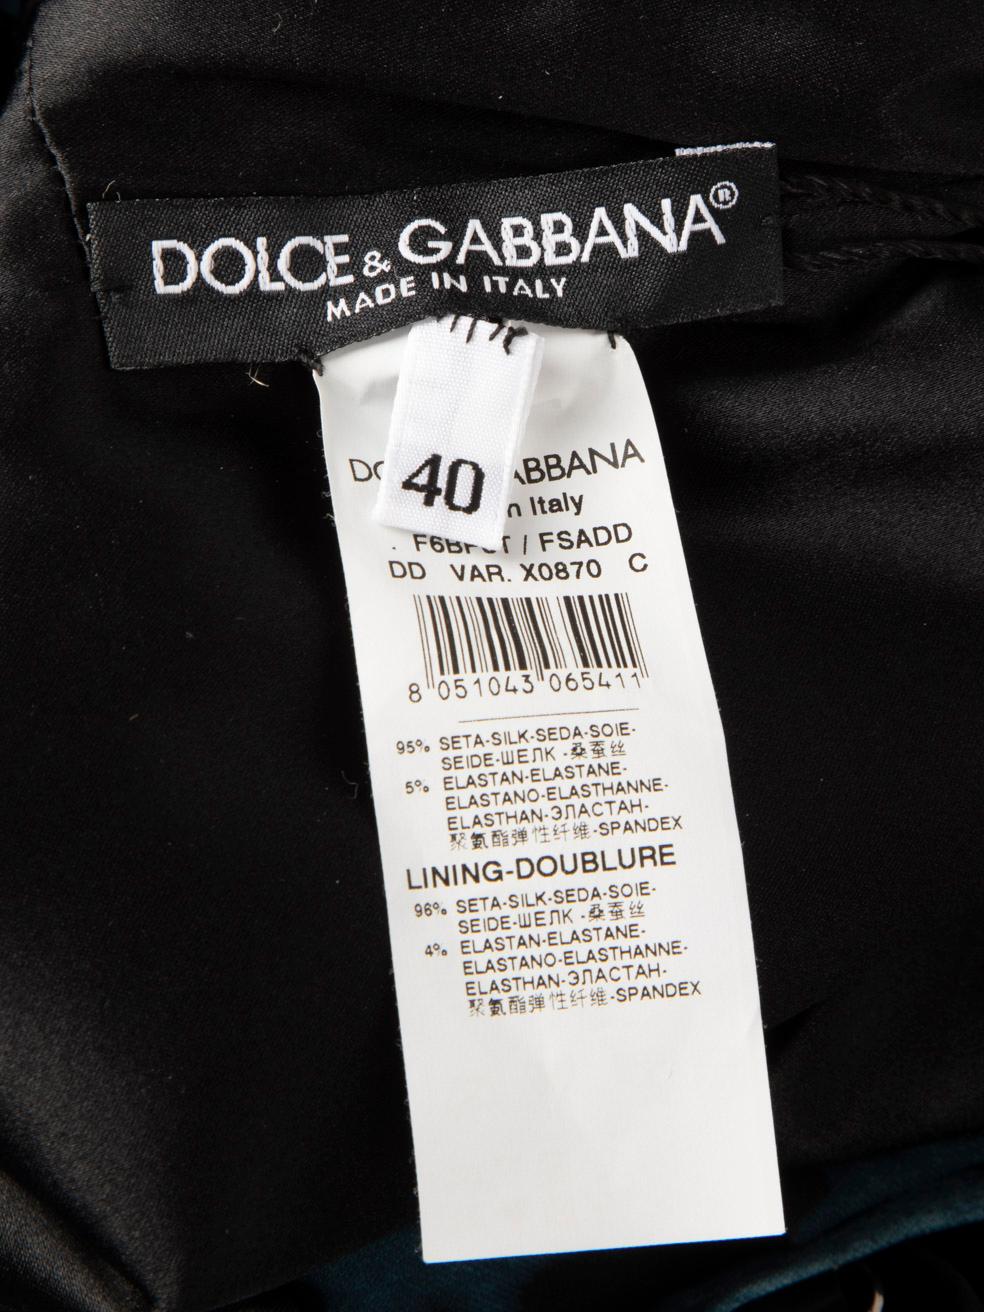 DOLCE & GABBANA®
MADE IN ITALY
40
Italy
/ FSADD
DD VAR. X0870 C
8 051043 065411
95% SETA-SILK-SEDA-SOIE-
SEIDE-ШЕЛК -桑蚕丝
5% ELASTAN-ELASTANE-
ELASTANO-ELASTHANNE-
ELASTHAN-ЭЛАСТАН-
聚氨酯弹性纤维-SPANDEX
LINING-DOUBLURE
96% SETA-SILK-SEDA-SOIE-
SEIDE-ШЕЛК -桑蚕丝
4% ELASTAN-ELASTANE-
ELASTANO-ELASTHANNE-
ELASTHAN-ЭЛАСТАН-
聚氨酯弹性纤维-SPANDEX